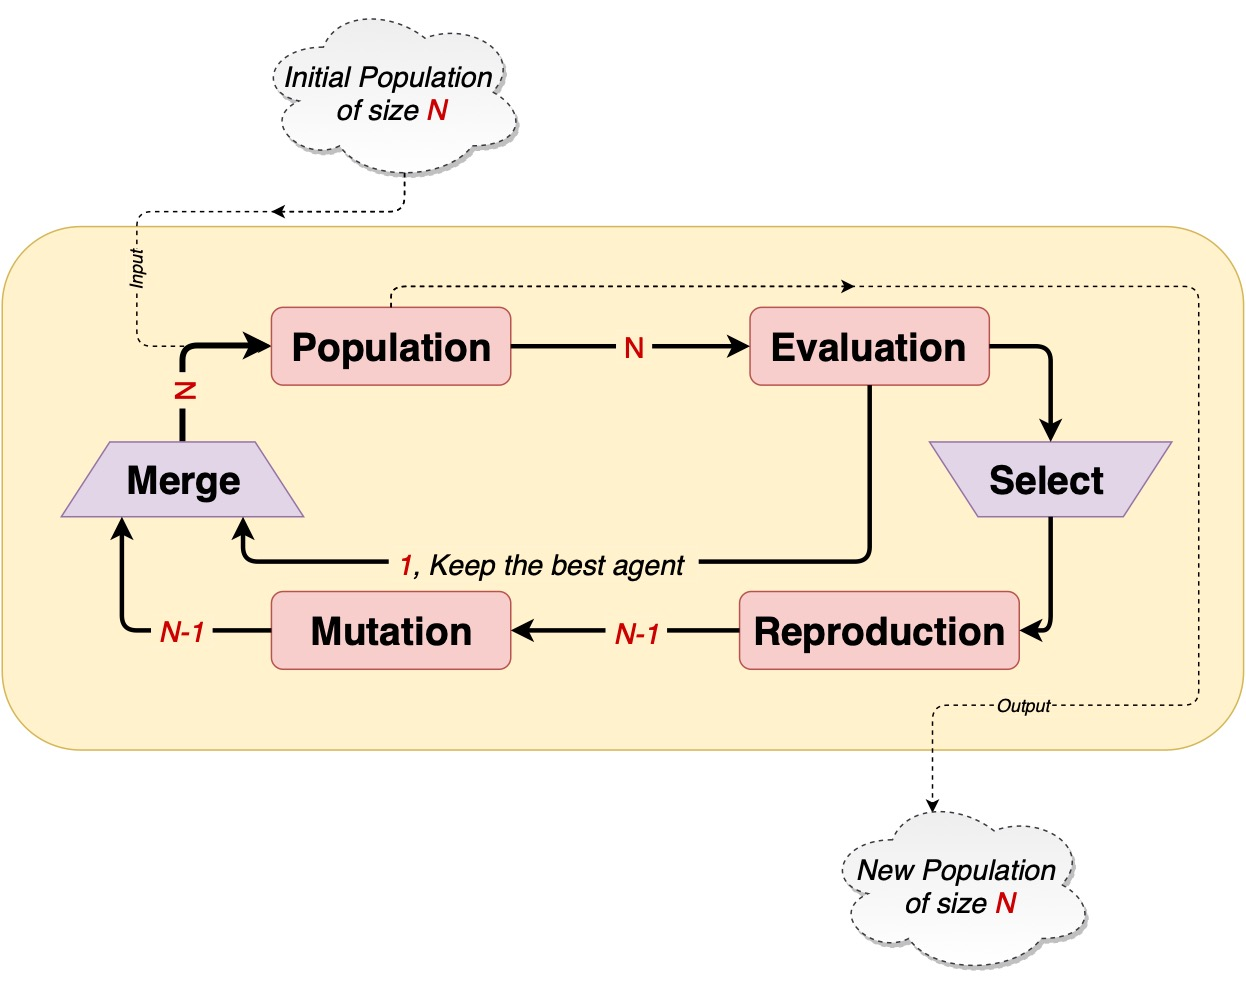 Initial Population
of size N
Input
Population
N
Evaluation
N
Merge
Select
1, Keep the best agent
N-1
Mutation
N-1
Reproduction
Output
New Population
of size N